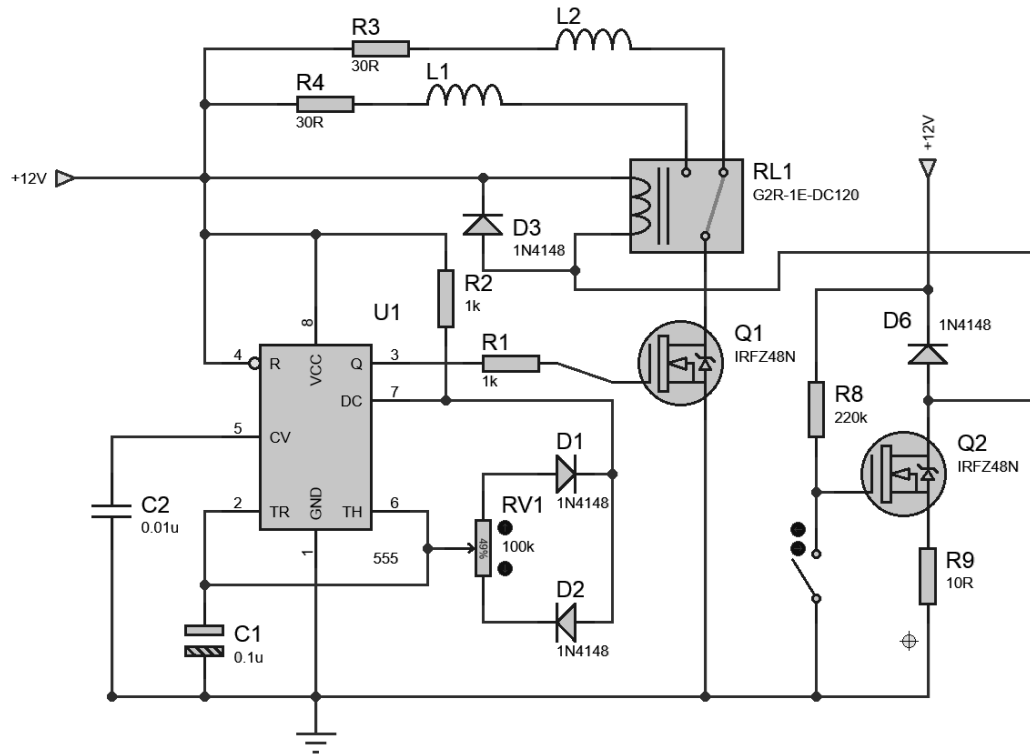 R3
30R
L2
R4
30R
L1
+12V
RL1
G2R-1E-DC120
+12V
D3
1N4148
R2
1k
U1
8
4
R
VCC
Q
3
R1
1k
Q1
IRFZ48N
D6
1N4148
DC
7
R8
220k
5
CV
D1
1N4148
Q2
IRFZ48N
C2
0.01u
2
TR
GND
TH
6
RV1
100k
49%
1
555
R9
10R
D2
1N4148
C1
0.1u